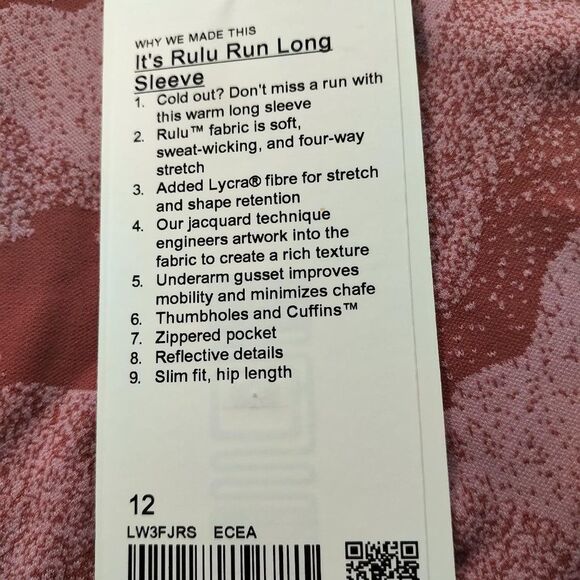 WHY WE MADE THIS
It's Rulu Run Long
Sleeve
1. Cold out? Don't miss a run with
this warm long sleeve
2. Rulu™ fabric is soft,
sweat-wicking, and four-way
stretch
3. Added Lycra® fibre for stretch
and shape retention
4. Our jacquard technique
engineers artwork into the
fabric to create a rich texture
5. Underarm gusset improves
mobility and minimizes chafe
6. Thumbholes and Cuffins™
7. Zippered pocket
8. Reflective details
9. Slim fit, hip length
12
LW3FJRS ECEA